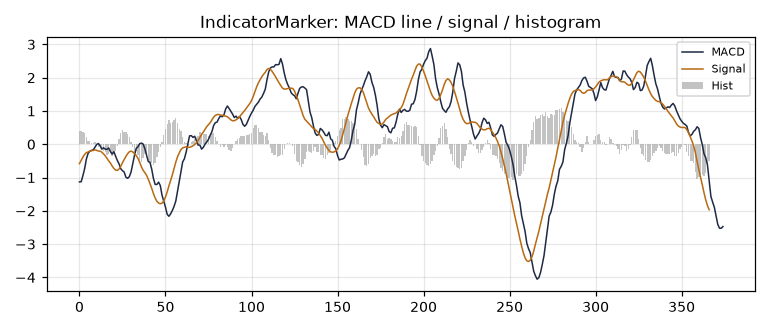 IndicatorMarker: MACD line / signal / histogram
MACD
Signal
Hist
3
2
1
0
−1
−2
−3
−4
0 50 100 150 200 250 300 350